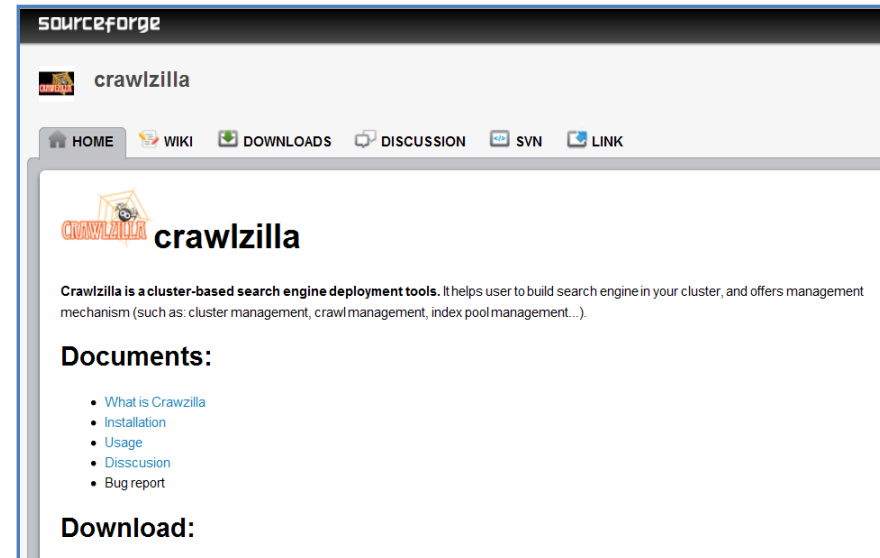 sourceforge
crawlzilla
HOME WIKI DOWNLOADS DISCUSSION SVN LINK
CRAWLZILLA crawlzilla
Crawlzilla is a cluster-based search engine deployment tools. It helps user to build search engine in your cluster, and offers management
mechanism (such as: cluster management, crawl management, index pool management...).
Documents:
What is Crawzilla
Installation
Usage
Disscusion
Bug report
Download: